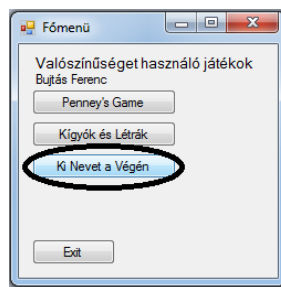 Főmenü
Valószínűséget használó játékok
Bujtás Ferenc
Penney's Game
Kígyók és Létrák
Ki Nevet a Végén
Exit